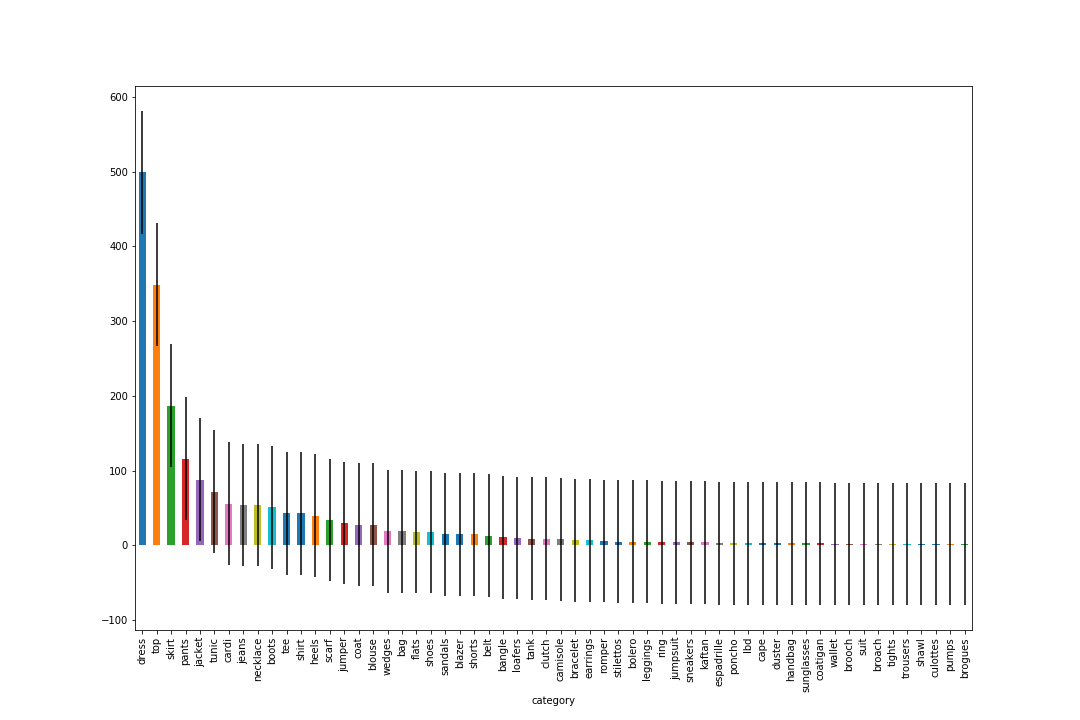 600
500
400
300
200
100
0
−100
dress
top
skirt
pants
jacket
tunic
cardi
jeans
necklace
boots
tee
shirt
heels
scarf
jumper
coat
blouse
wedges
bag
flats
shoes
sandals
blazer
shorts
belt
bangle
loafers
tank
clutch
camisole
bracelet
earrings
romper
stilettos
bolero
leggings
ring
jumpsuit
sneakers
kaftan
espadrille
poncho
lbd
cape
duster
handbag
sunglasses
coatigan
wallet
brooch
suit
broach
tights
trousers
shawl
culottes
pumps
brogues
category